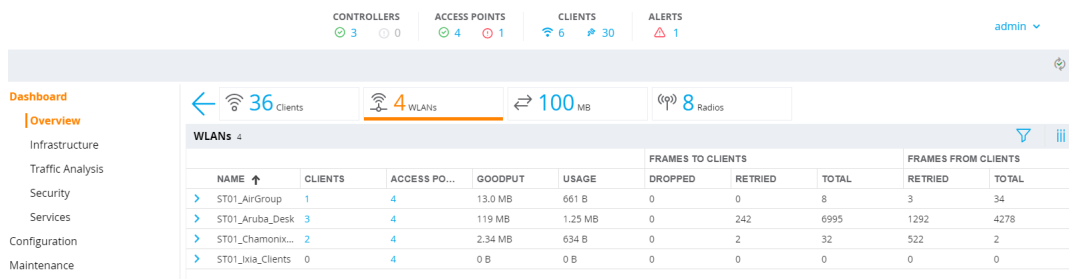 CONTROLLERS ACCESS POINTS CLIENTS ALERTS
3 0 4 1 6 30 1
admin
Dashboard
Overview
Infrastructure
Traffic Analysis
Security
Services
Configuration
Maintenance
36 Clients 4 WLANs 100 MB 8 Radios
WLANs 4
FRAMES TO CLIENTS FRAMES FROM CLIENTS
NAME CLIENTS ACCESS PO... GOODPUT USAGE DROPPED RETRIED TOTAL RETRIED TOTAL
ST01_AirGroup 1 4 13.0 MB 661 B 0 0 8 3 34
ST01_Aruba_Desk 3 4 119 MB 1.25 MB 0 242 6995 1292 4278
ST01_Chamonix... 2 4 2.34 MB 634 B 0 2 32 522 2
ST01_Ixia_Clients 0 4 0 B 0 B 0 0 0 0 0